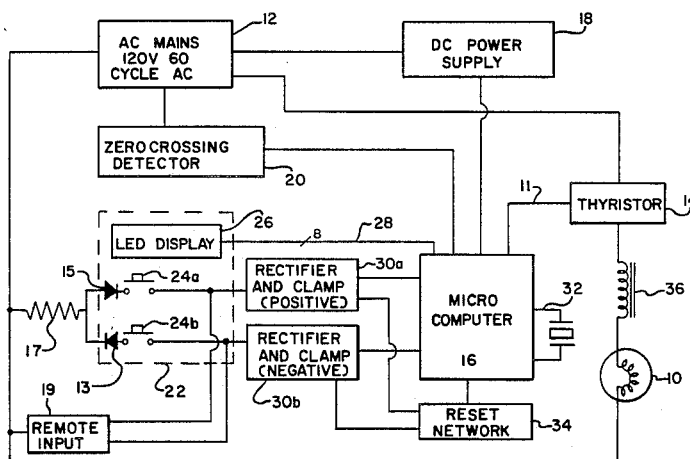 12
18
AC MAINS
120V 60
CYCLE AC
DC POWER
SUPPLY
ZERO CROSSING
DETECTOR
20
11
THYRISTOR
26
LED DISPLAY
8
28
15
24a
30a
RECTIFIER
AND CLAMP
(POSITIVE)
MICRO
COMPUTER
16
32
36
24b
RECTIFIER
AND CLAMP
(NEGATIVE)
17
13
22
30b
10
19
REMOTE
INPUT
RESET
NETWORK
34